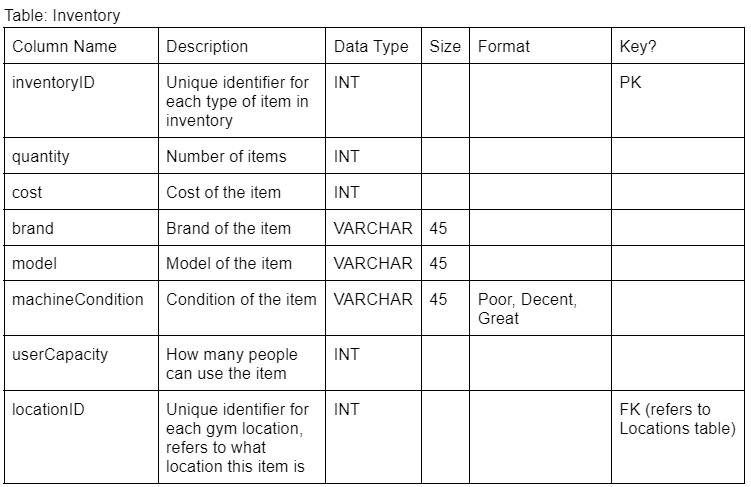 Table: Inventory
Column Name Description Data Type Size Format Key?
inventoryID Unique identifier for INT PK
each type of item in
inventory
quantity Number of items INT
cost Cost of the item INT
brand Brand of the item VARCHAR 45
model Model of the item VARCHAR 45
machineCondition Condition of the item VARCHAR 45 Poor, Decent,
Great
userCapacity How many people INT
can use the item
locationID Unique identifier for INT FK (refers to
each gym location, Locations table)
refers to what
location this item is